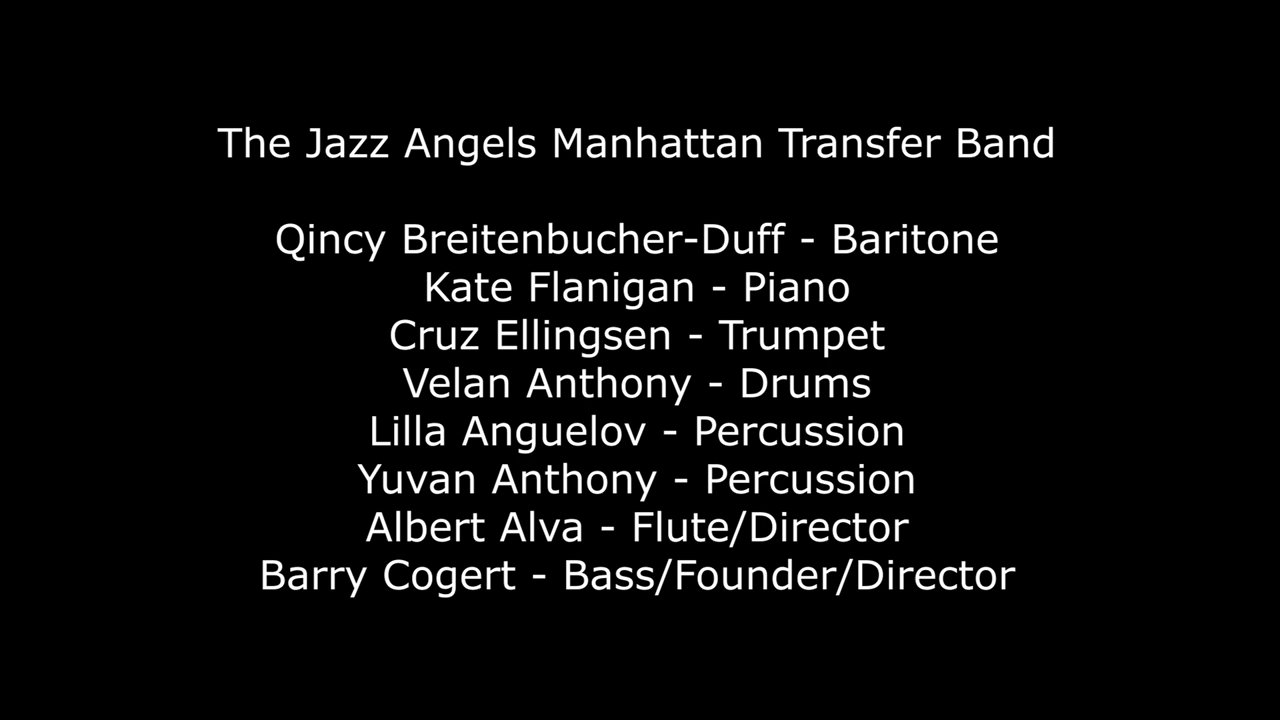 The Jazz Angels Manhattan Transfer Band
Qincy Breitenbucher-Duff - Baritone
Kate Flanigan - Piano
Cruz Ellingsen - Trumpet
Velan Anthony - Drums
Lilla Anguelov - Percussion
Yuvan Anthony - Percussion
Albert Alva - Flute/Director
Barry Cogert - Bass/Founder/Director